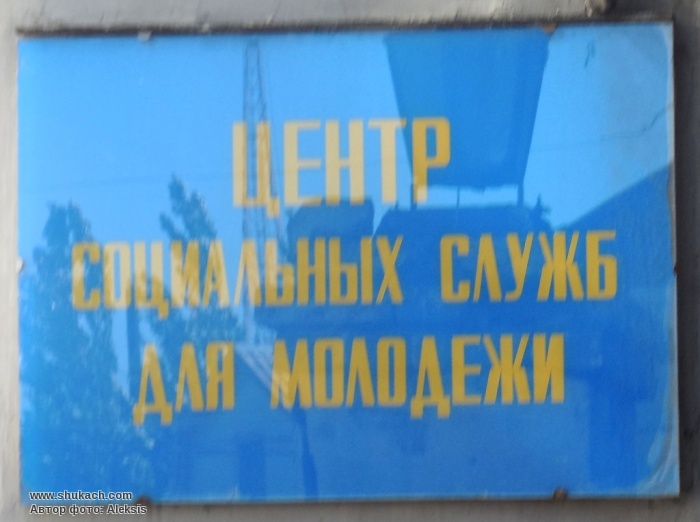 ЦЕНТР
СОЦИАЛЬНЫХ СЛУЖБ
ДЛЯ МОЛОДЕЖИ
www.shukach.com
Автор фото: Aleksis